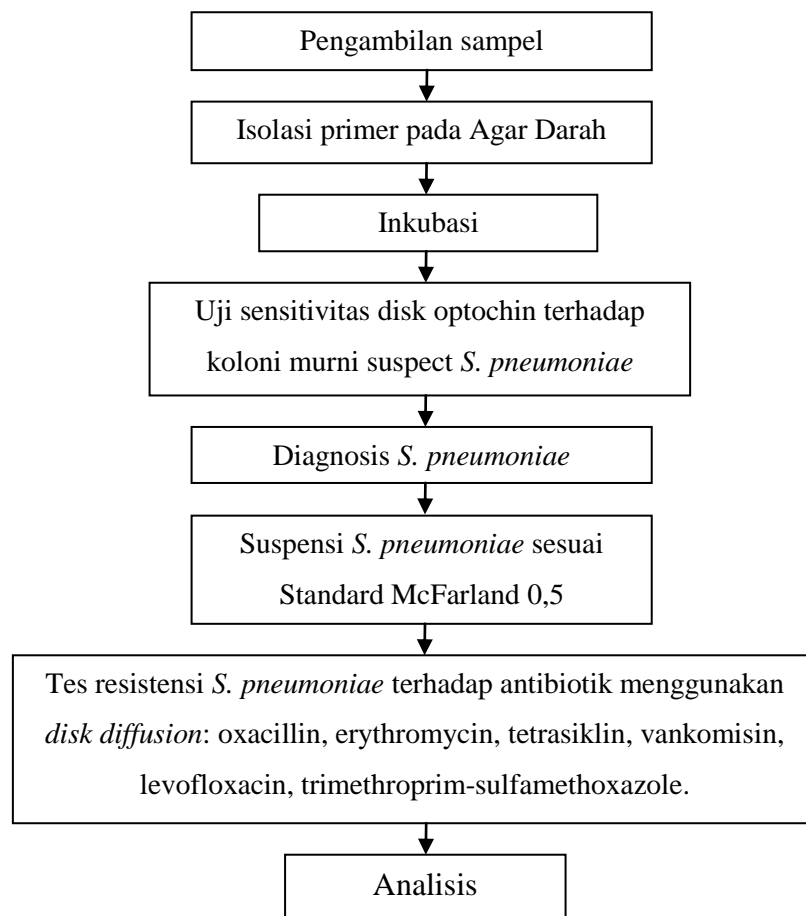 Pengambilan sampel
Isolasi primer pada Agar Darah
Inkubasi
Uji sensitivitas disk optochin terhadap
koloni murni suspect S. pneumoniae
Diagnosis S. pneumoniae
Suspensi S. pneumoniae sesuai
Standard McFarland 0,5
Tes resistensi S. pneumoniae terhadap antibiotik menggunakan
disk diffusion: oxacillin, erythromycin, tetrasiklin, vankomisin,
levofloxacin, trimethroprim-sulfamethoxazole.
Analisis